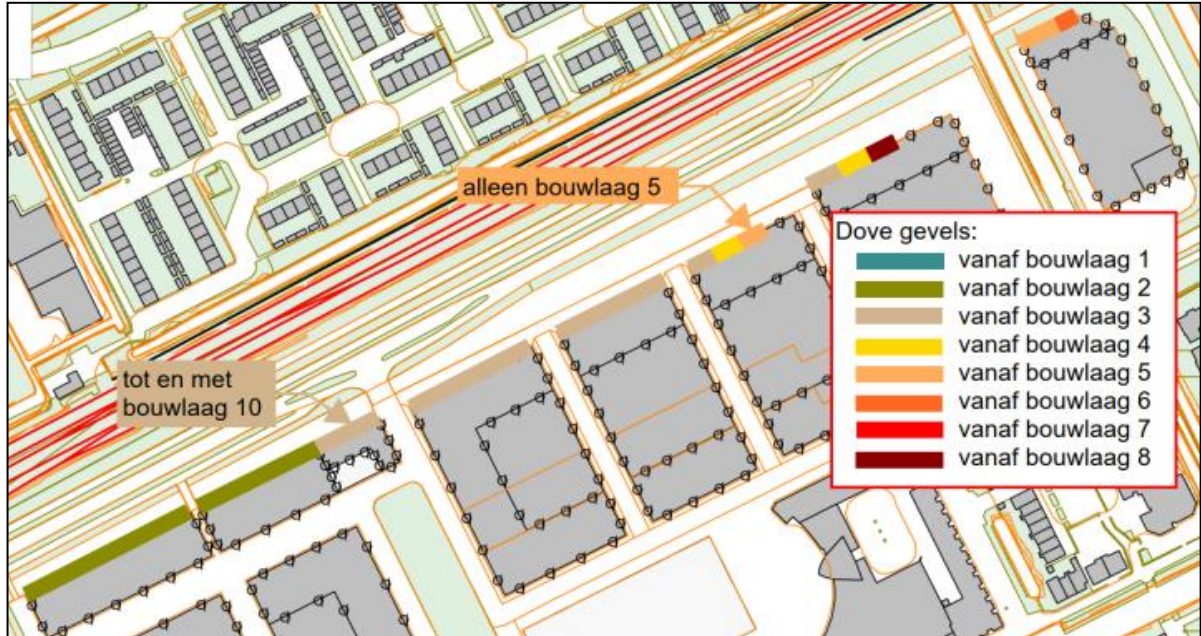 alleen bouwlaag 5
Dove gevels:
vanaf bouwlaag 1
vanaf bouwlaag 2
vanaf bouwlaag 3
vanaf bouwlaag 4
vanaf bouwlaag 5
vanaf bouwlaag 6
vanaf bouwlaag 7
vanaf bouwlaag 8
tot en met
bouwlaag 10